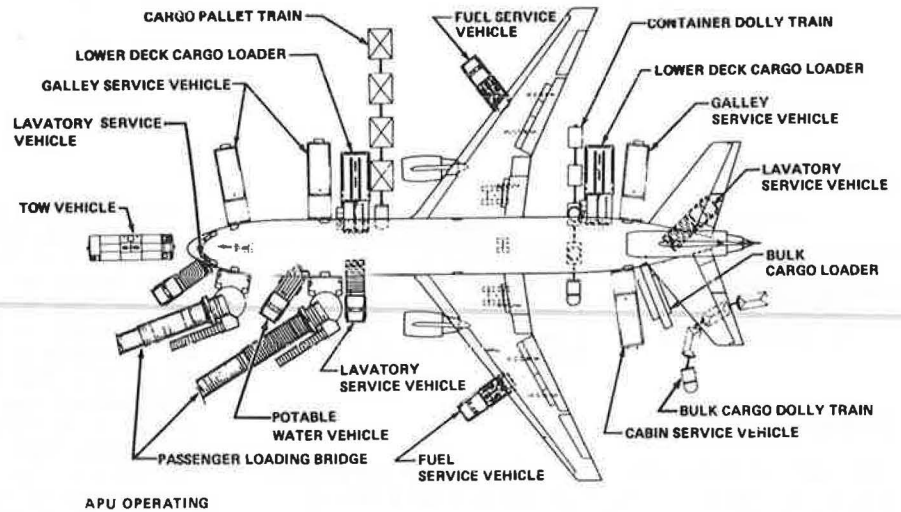 CARGO PALLET TRAIN
FUEL SERVICE
VEHICLE
CONTAINER DOLLY TRAIN
LOWER DECK CARGO LOADER
LOWER DECK CARGO LOADER
GALLEY SERVICE VEHICLE
GALLEY
SERVICE VEHICLE
LAVATORY SERVICE
VEHICLE
LAVATORY
SERVICE VEHICLE
TOW VEHICLE
BULK
CARGO LOADER
LAVATORY
SERVICE VEHICLE
POTABLE
WATER VEHICLE
BULK CARGO DOLLY TRAIN
CABIN SERVICE VEHICLE
PASSENGER LOADING BRIDGE
FUEL
SERVICE VEHICLE
APU OPERATING